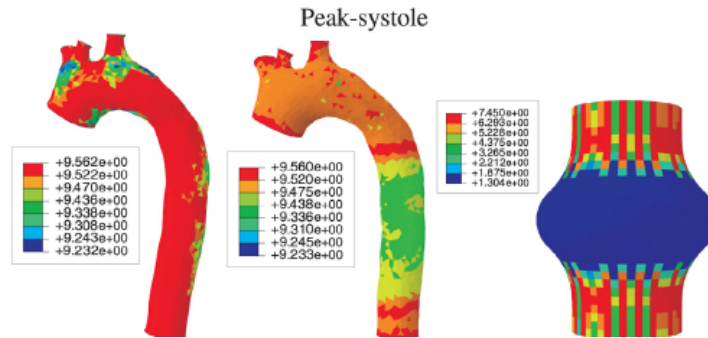 Peak-systole
+9.562e+00
+9.522e+00
+9.470e+00
+9.436e+00
+9.338e+00
+9.308e+00
+9.243e+00
+9.232e+00
+9.560e+00
+9.520e+00
+9.475e+00
+9.438e+00
+9.336e+00
+9.310e+00
+9.245e+00
+9.233e+00
+7.450e+00
+6.293e+00
+5.228e+00
+4.375e+00
+3.265e+00
+2.212e+00
+1.875e+00
+1.304e+00